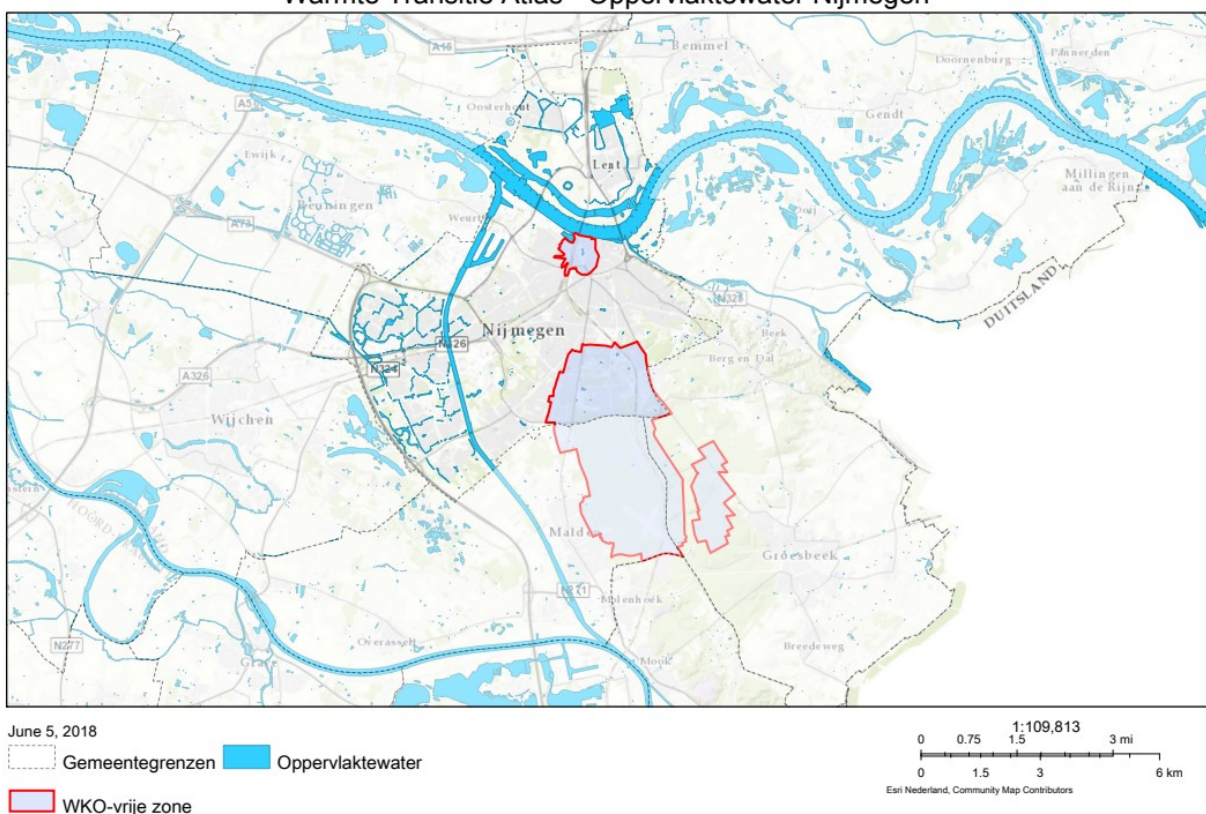 Warmte Transitie Atlas - Oppervlaktewater Nijmegen
A15
Bemmel
Doornenburg
Pannerden
A50
Oosterhout
Gendt
Ewijk
Lent
Millingen
aan de Rijn
Beuningen
Weurt
Ooij
A73
DUITSLAND
N325
Nijmegen
Beek
N326
Berg en Dal
A326
N324
Wijchen
Malden
Groesbeek
N271
Molenhoek
Overasselt
N277
Grave
Mook
Breedeweg
June 5, 2018
Gemeentegrenzen
Oppervlaktewater
WKO-vrije zone
1:109,813
0 0.75 1.5 3 mi
0 1.5 3 6 km
Esri Nederland, Community Map Contributors